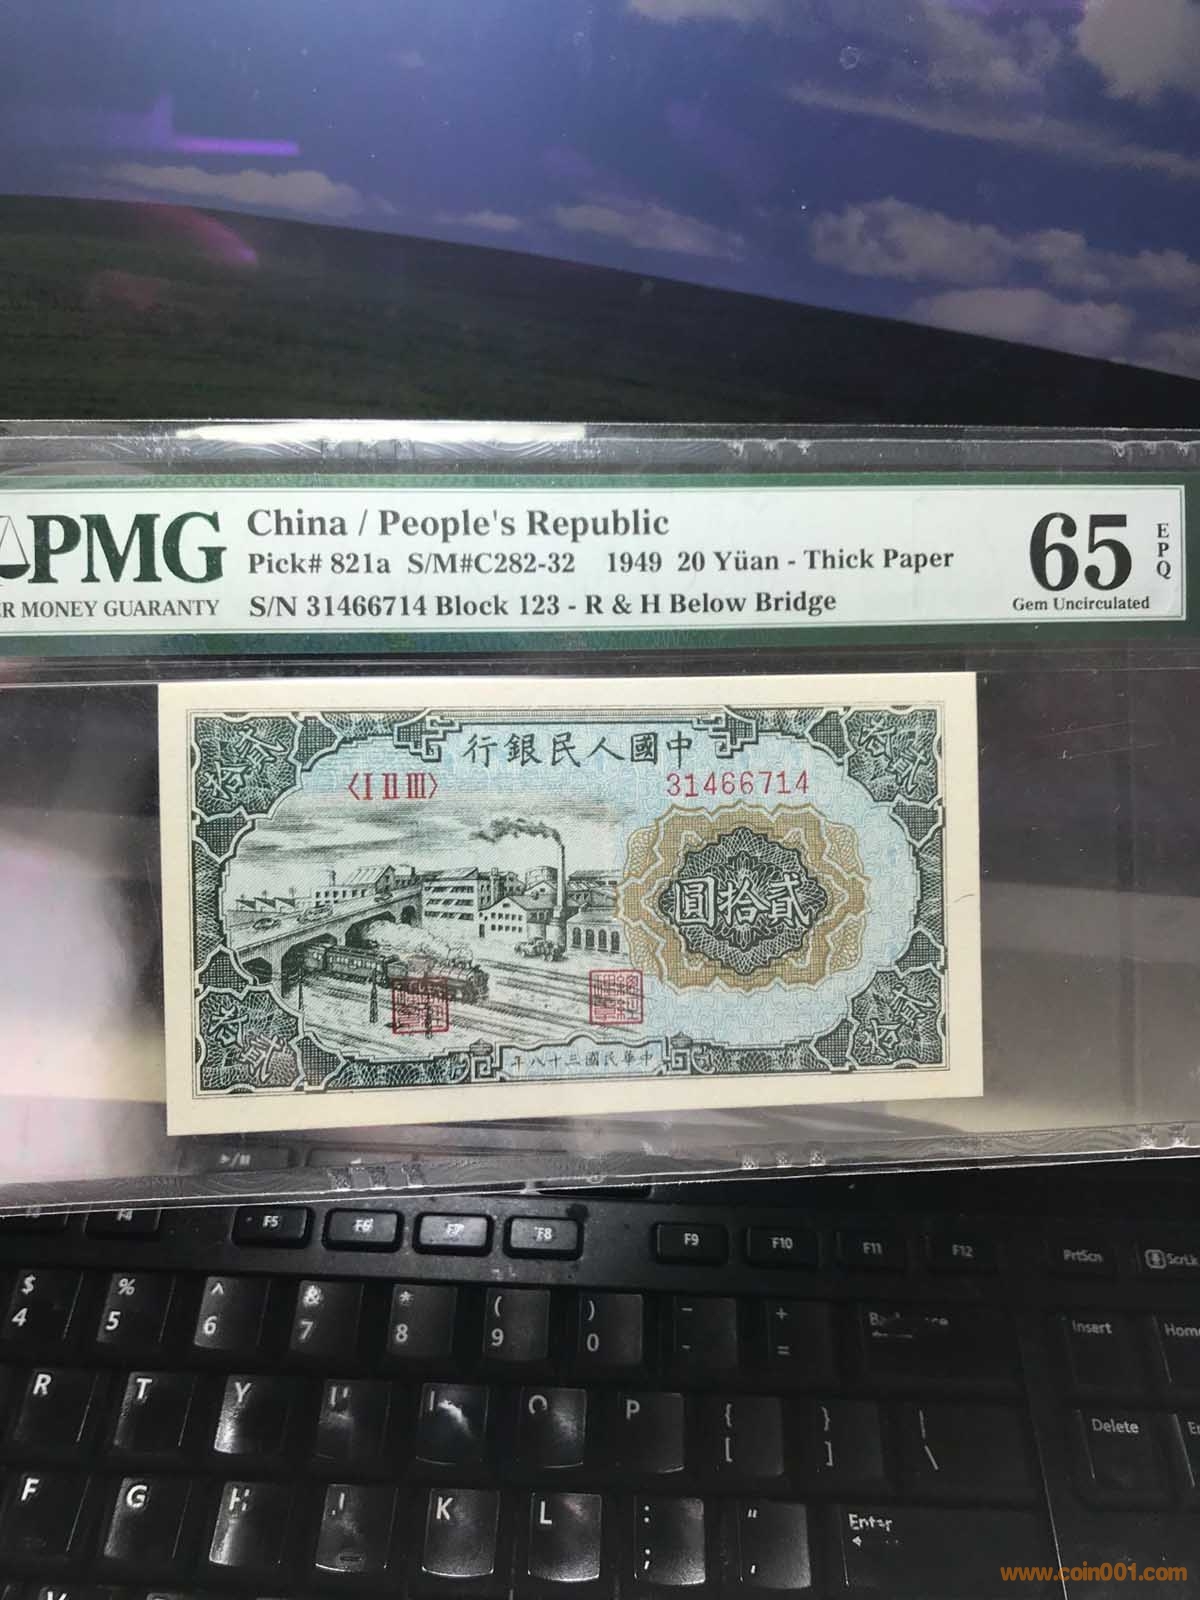 PMG
ER MONEY GUARANTY
China / People's Republic
Pick# 821a S/M#C282-32 1949 20 Yüan - Thick Paper
S/N 31466714 Block 123 - R & H Below Bridge
65
EPQ
Gem Uncirculated
行銀民人國中
〈I II III〉
31466714
圓拾貳
年八十三國民華中
F4
F5
F6
F7
F8
F9
F10
F11
F12
PrtScn
ScrLk
$ % ^ & * ( ) - +
4 5 6 7 8 9 0 - =
Insert
Home
R T Y U I O P { } |
[ ] \
Delete
F G H J K L : "
; '
Enter
www.coin001.com